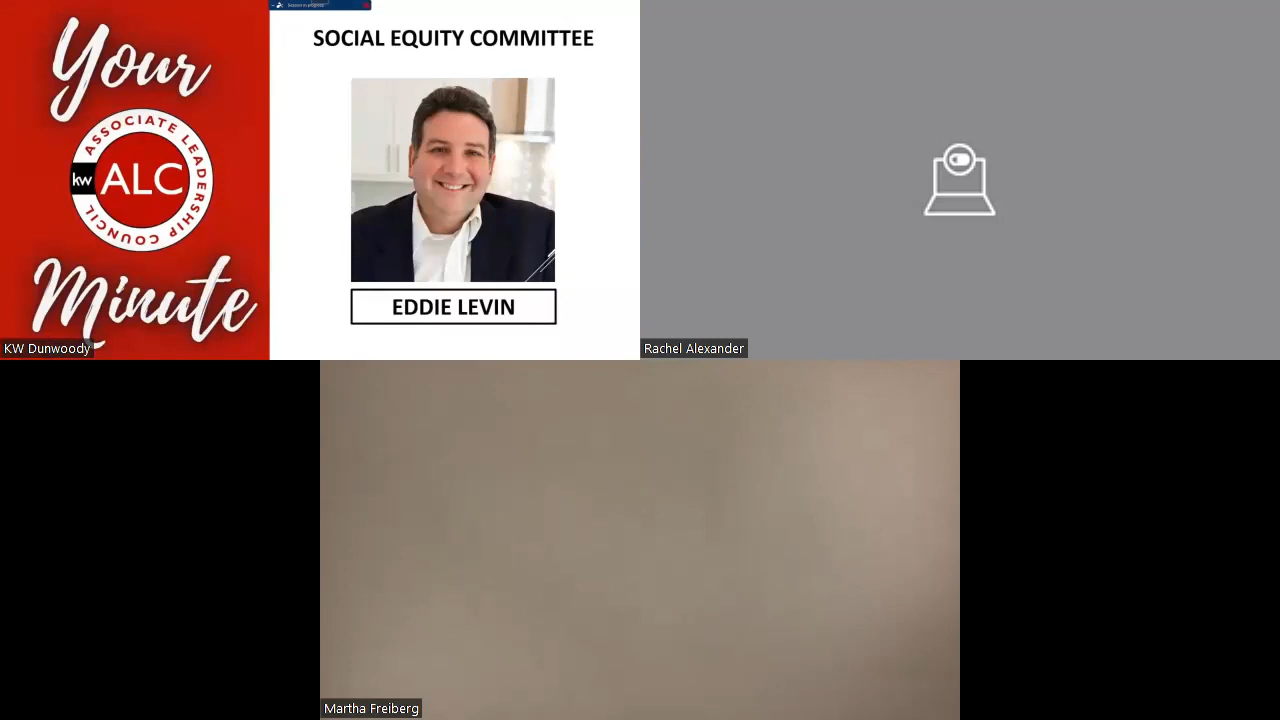 Your
ASSOCIATE LEADERSHIP COUNCIL
kw ALC
Minute
KW Dunwoody
SOCIAL EQUITY COMMITTEE
EDDIE LEVIN
Rachel Alexander
Martha Freiberg